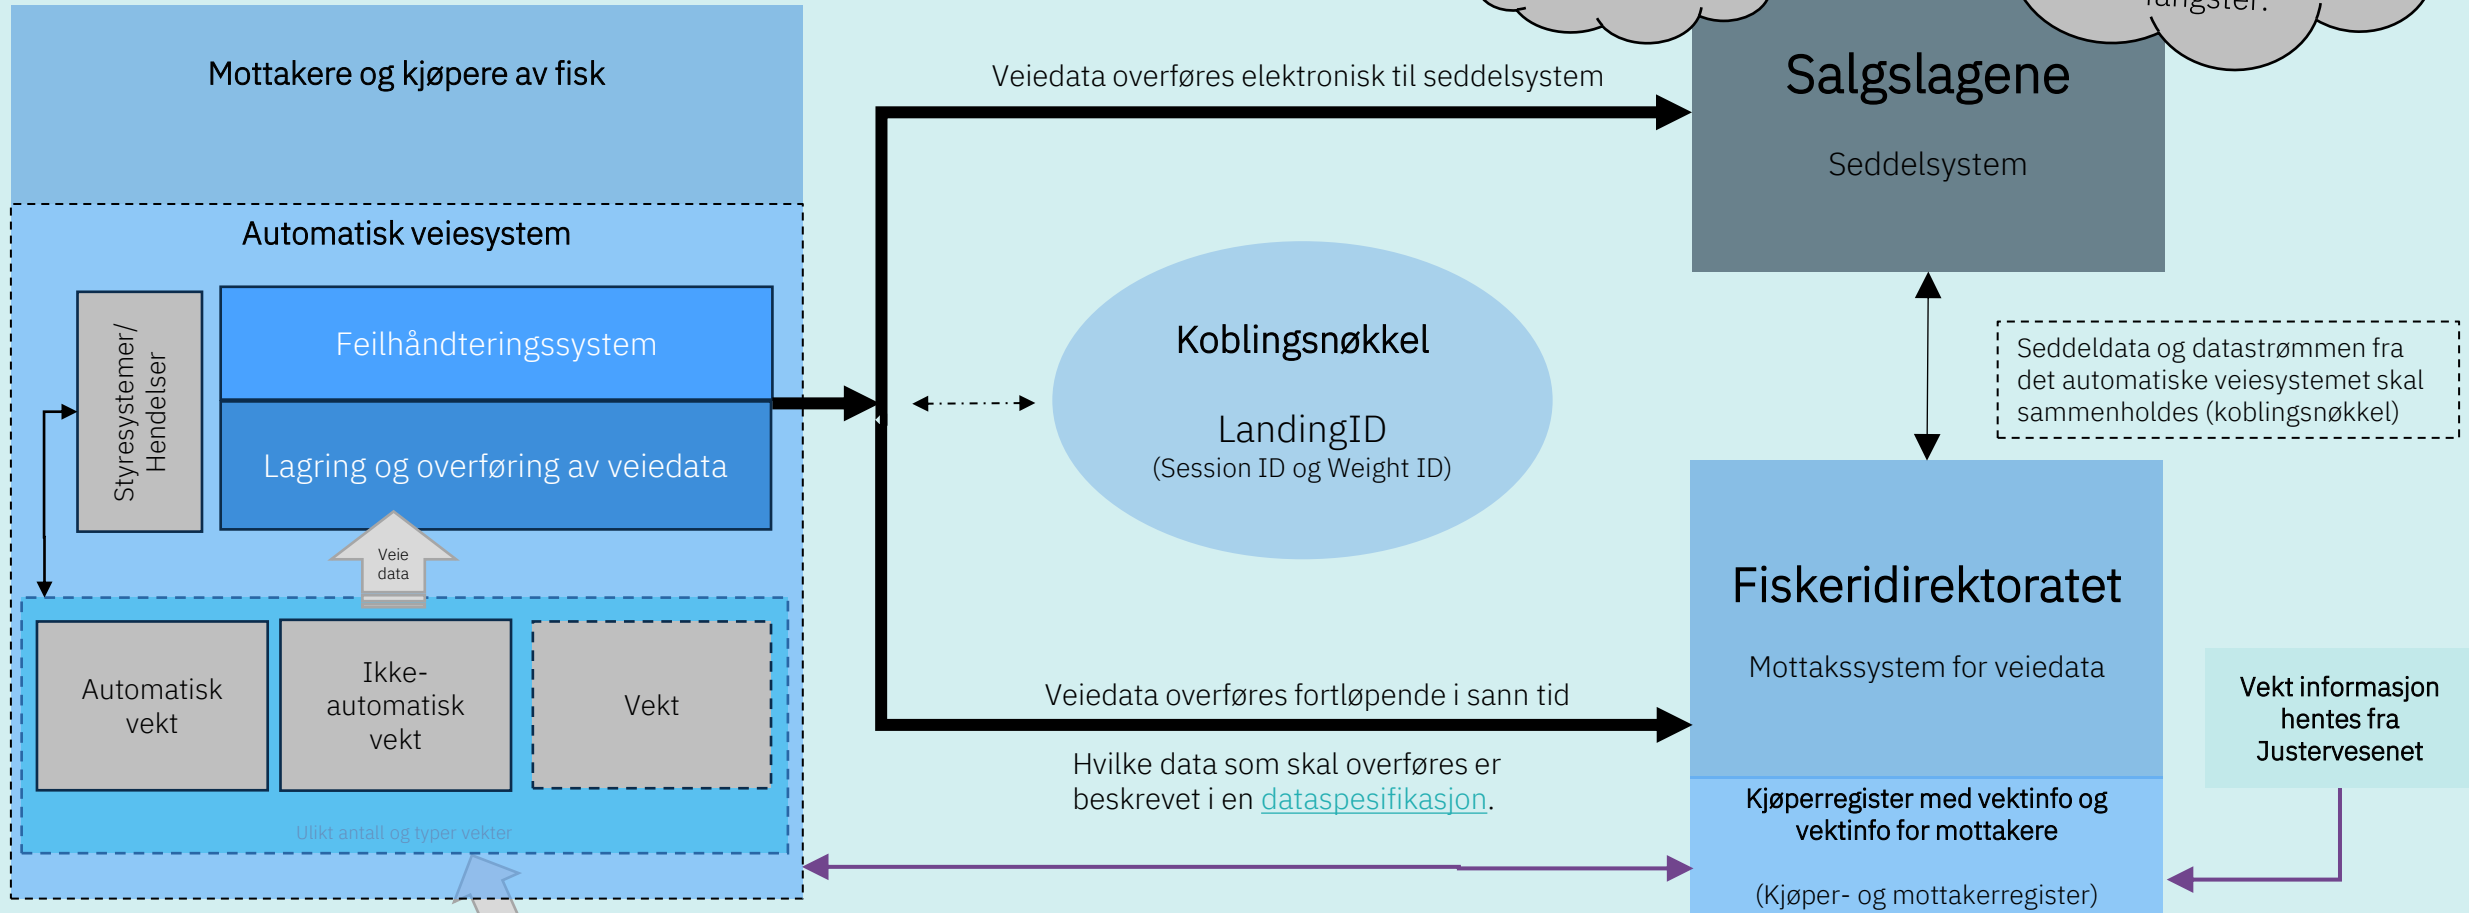 fangster.
Mottakere og kjøpere av fisk
Veiedata overføres elektronisk til seddelsystem
Salgslagene
Seddelsystem
Automatisk veiesystem
Styresystemer/
Hendelser
Feilhåndteringssystem
Lagring og overføring av veiedata
Veie
data
Automatisk
vekt
Ikke-
automatisk
vekt
Vekt
Ulikt antall og typer vekter
Koblingsnøkkel
LandingID
(Session ID og Weight ID)
Seddeldata og datastrømmen fra
det automatiske veiesystemet skal
sammenholdes (koblingsnøkkel)
Fiskeridirektoratet
Mottakssystem for veiedata
Veiedata overføres fortløpende i sann tid
Hvilke data som skal overføres er
beskrevet i en dataspesifikasjon.
Kjøperregister med vektinfo og
vektinfo for mottakere
(Kjøper- og mottakerregister)
Vekt informasjon
hentes fra
Justervesenet